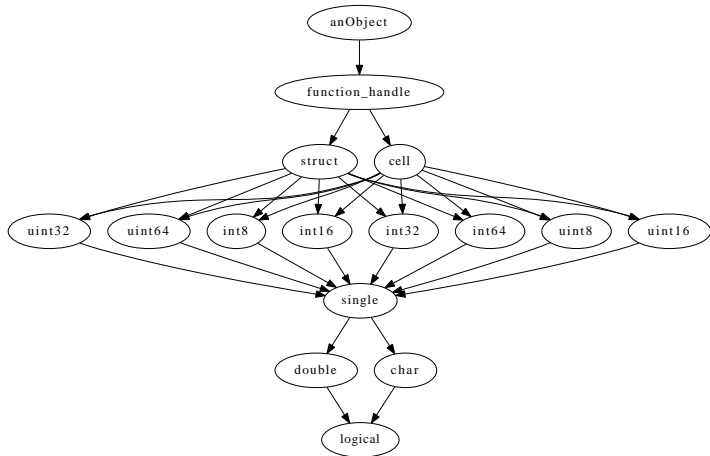 anObject
function_handle
struct cell
uint32 uint64 int8 int16 int32 int64 uint8 uint16
single
double char
logical